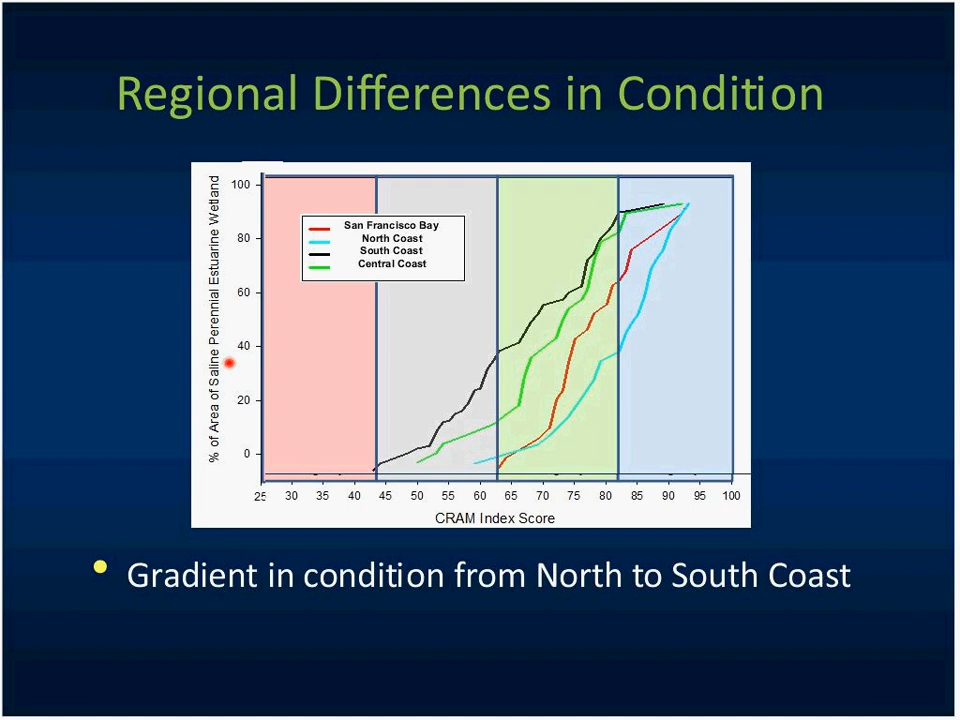 Regional Differences in Condition
% of Area of Saline Perennial Estuarine Wetland
100
80
60
40
20
0
San Francisco Bay
North Coast
South Coast
Central Coast
25 30 35 40 45 50 55 60 65 70 75 80 85 90 95 100
CRAM Index Score
• Gradient in condition from North to South Coast